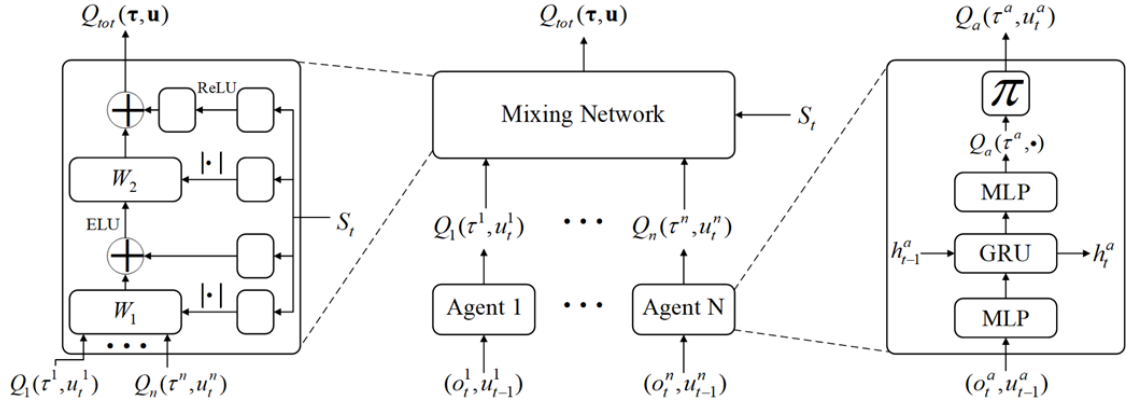 Q_tot(τ,u)
ReLU
|•|
W_2
ELU
S_t
|•|
W_1
• • •
Q_1(τ^1,u_t^1)
Q_n(τ^n,u_t^n)
Q_tot(τ,u)
Mixing Network
S_t
Q_1(τ^1,u_t^1)
• • •
Q_n(τ^n,u_t^n)
Agent 1
• • •
Agent N
(o_t^1,u_{t-1}^1)
(o_t^n,u_{t-1}^n)
Q_a(τ^a,u_t^a)
π
Q_a(τ^a,•)
MLP
h_{t-1}^a
GRU
h_t^a
MLP
(o_t^a,u_{t-1}^a)